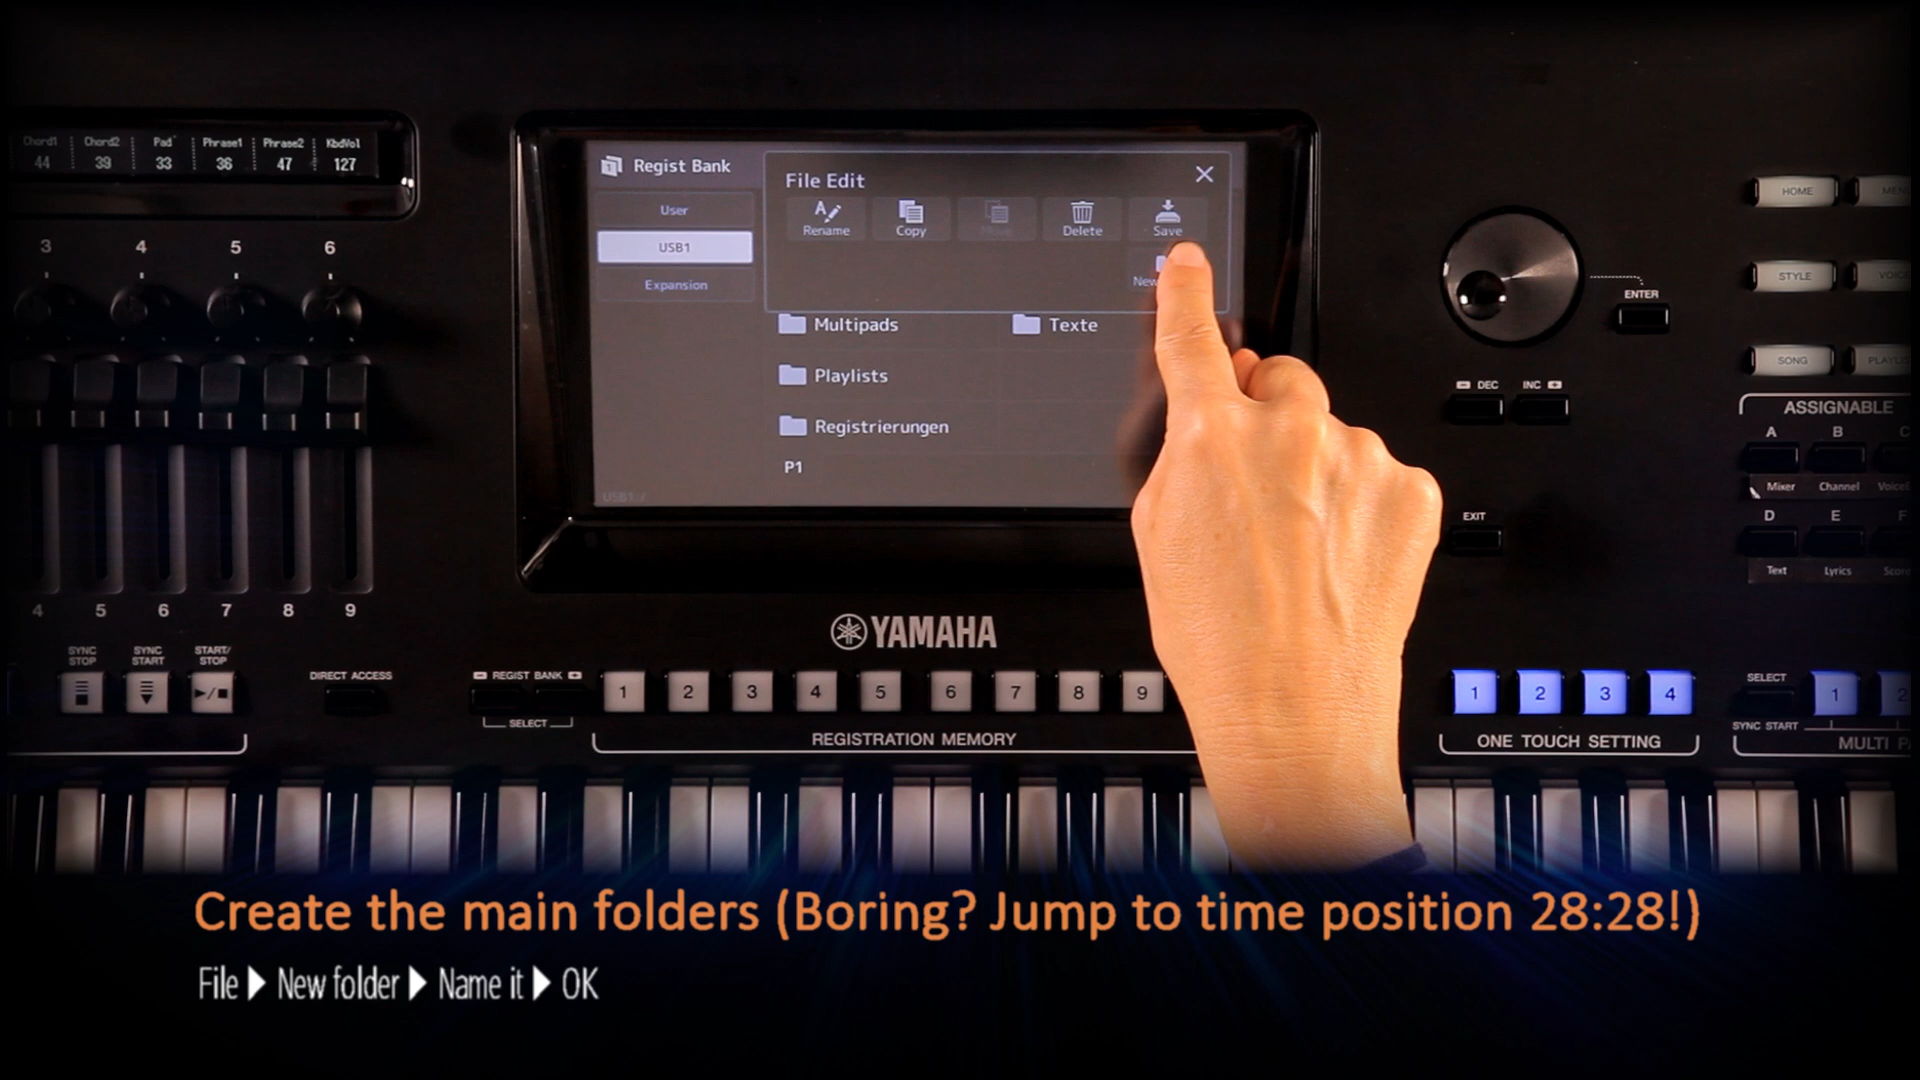 Chord1 Chord2 Pad Phrase1 Phrase2 KbdVol
44 39 33 36 47 127
3 4 5 6
4 5 6 7 8 9
SYNC STOP
SYNC START
START/STOP
DIRECT ACCESS
REGIST BANK
SELECT
Regist Bank
User
USB1
Expansion
USB1:/
File Edit
Rename Copy Move Delete Save
New
Multipads Texte
Playlists
Registrierungen
P1
YAMAHA
1 2 3 4 5 6 7 8 9
REGISTRATION MEMORY
ENTER
DEC INC
EXIT
HOME
STYLE
SONG
ASSIGNABLE
A B C
Mixer Channel
D E F
Text Lyrics
1 2 3 4
ONE TOUCH SETTING
SELECT
1 2
SYNC START
MULTI
Create the main folders (Boring? Jump to time position 28:28!)
File ▶ New folder ▶ Name it ▶ OK